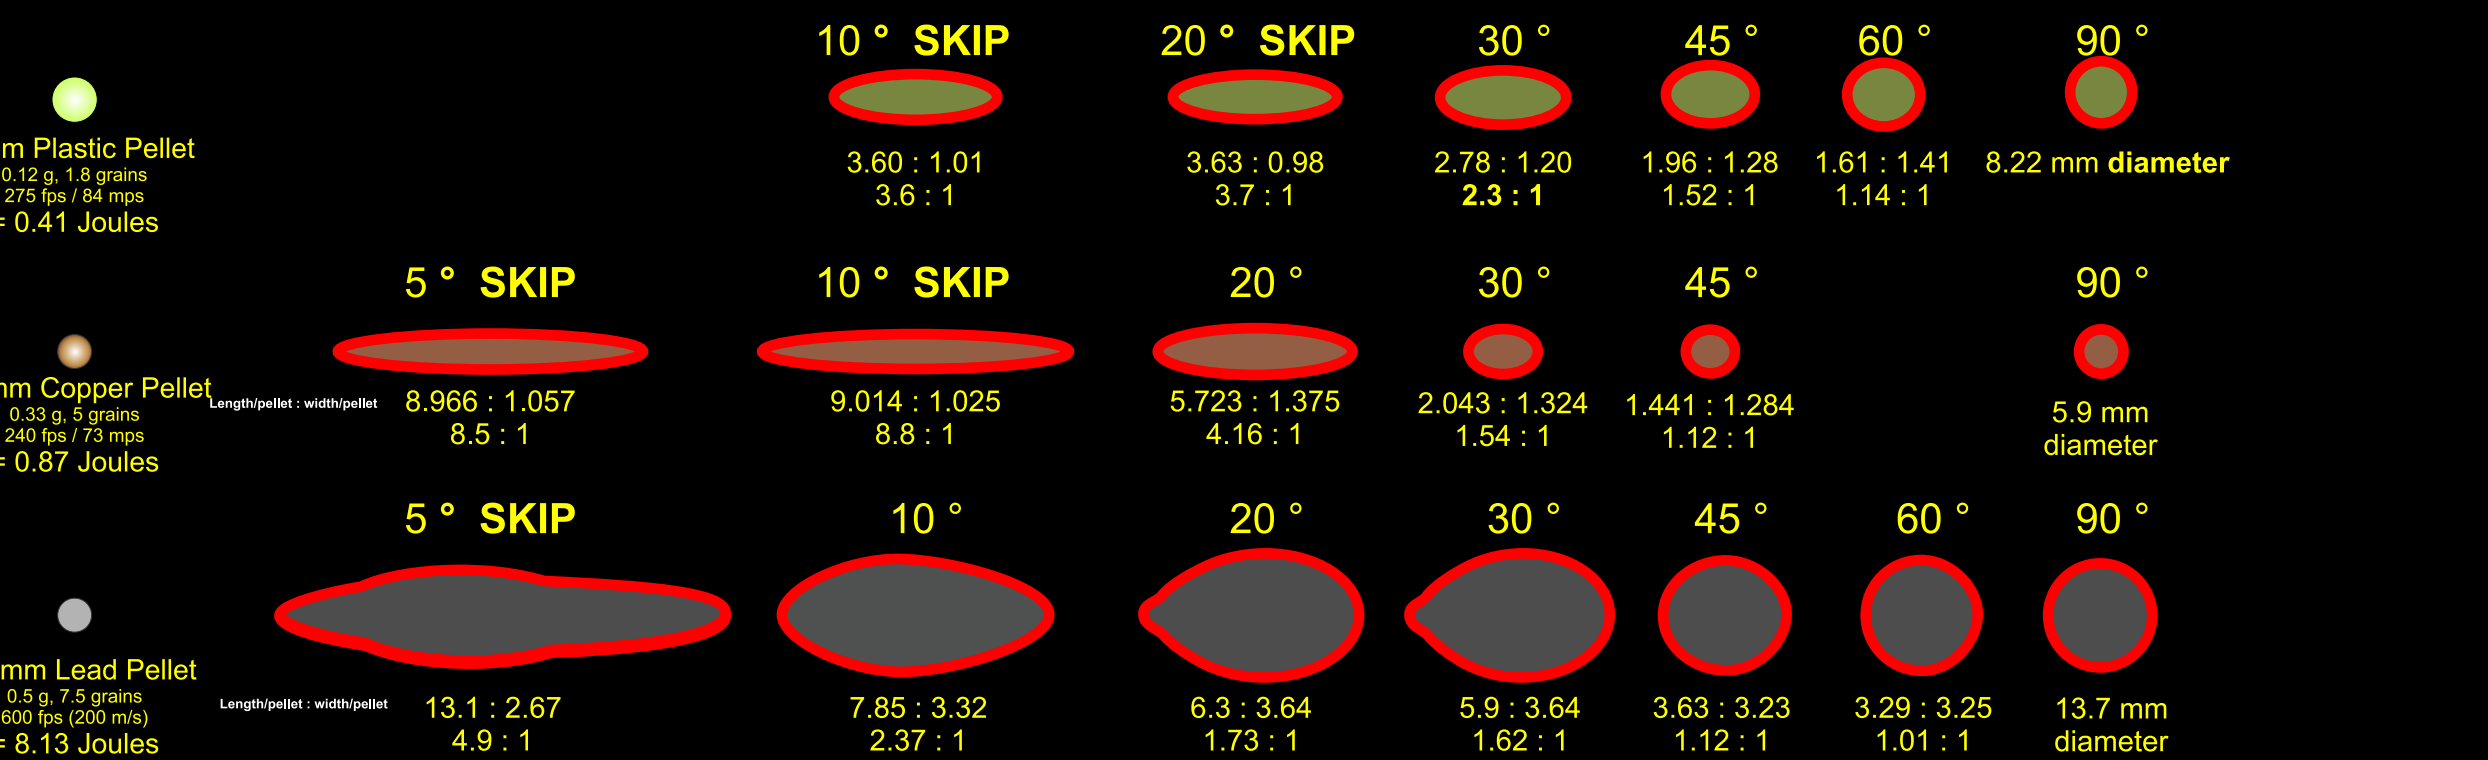 10 ° SKIP 20 ° SKIP 30 ° 45 ° 60 ° 90 °
m Plastic Pellet
0.12 g, 1.8 grains
275 fps / 84 mps
= 0.41 Joules
3.60 : 1.01 3.63 : 0.98 2.78 : 1.20 1.96 : 1.28 1.61 : 1.41 8.22 mm diameter
3.6 : 1 3.7 : 1 2.3 : 1 1.52 : 1 1.14 : 1
5 ° SKIP 10 ° SKIP 20 ° 30 ° 45 ° 90 °
mm Copper Pellet
0.33 g, 5 grains
240 fps / 73 mps
= 0.87 Joules
Length/pellet : width/pellet 8.966 : 1.057 9.014 : 1.025 5.723 : 1.375 2.043 : 1.324 1.441 : 1.284 5.9 mm
8.5 : 1 8.8 : 1 4.16 : 1 1.54 : 1 1.12 : 1 diameter
5 ° SKIP 10 ° 20 ° 30 ° 45 ° 60 ° 90 °
mm Lead Pellet
0.5 g, 7.5 grains
600 fps (200 m/s)
= 8.13 Joules
Length/pellet : width/pellet 13.1 : 2.67 7.85 : 3.32 6.3 : 3.64 5.9 : 3.64 3.63 : 3.23 3.29 : 3.25 13.7 mm
4.9 : 1 2.37 : 1 1.73 : 1 1.62 : 1 1.12 : 1 1.01 : 1 diameter